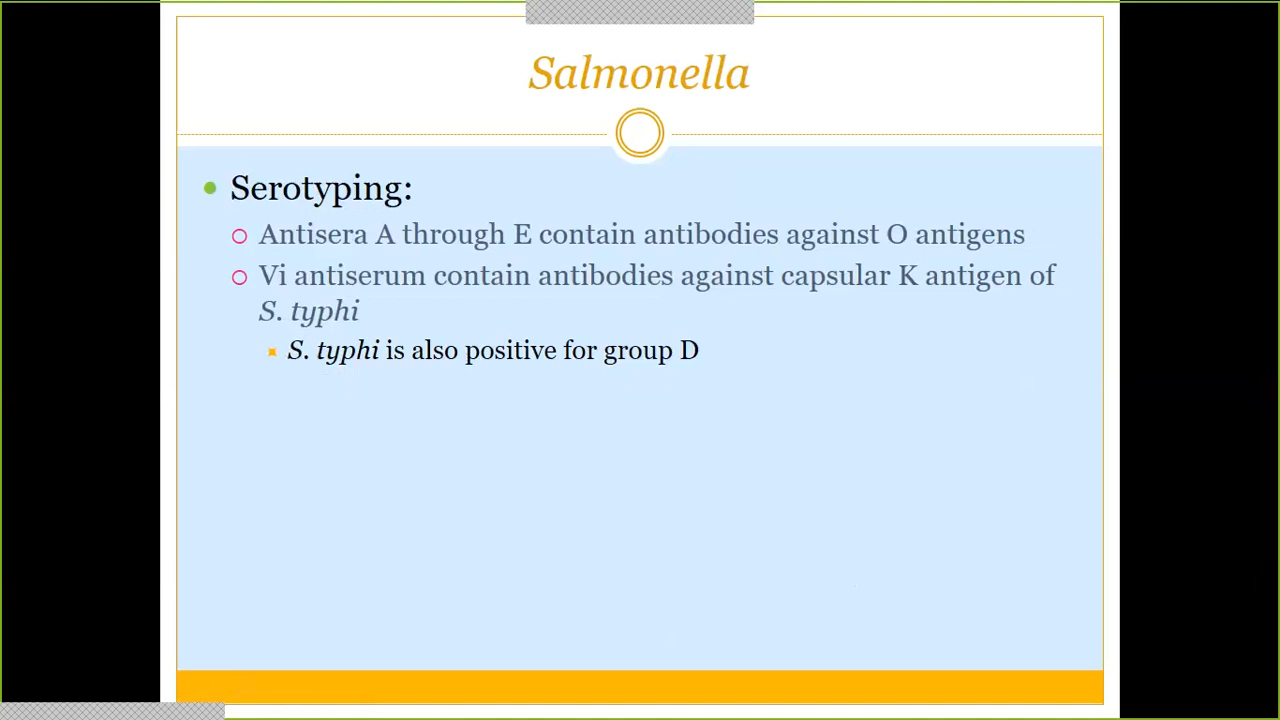 Salmonella
Serotyping:
Antisera A through E contain antibodies against O antigens
Vi antiserum contain antibodies against capsular K antigen of
S. typhi
S. typhi is also positive for group D